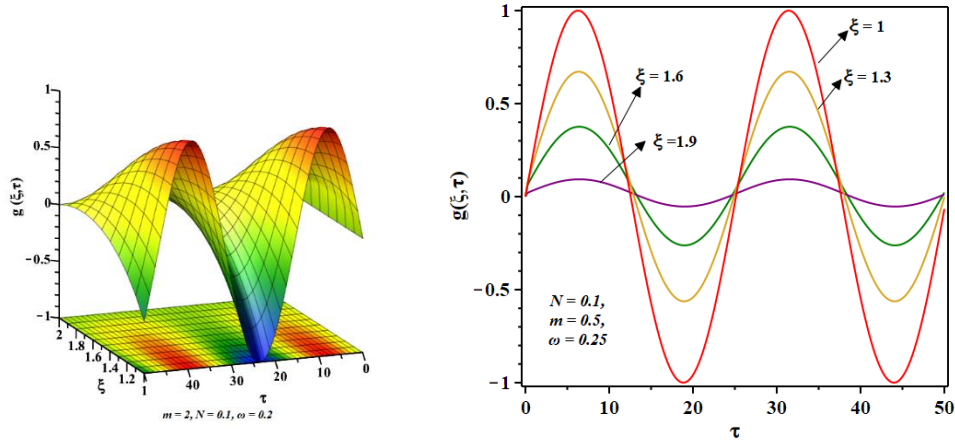 1
0.5
0
−0.5
−1
g (ξ,τ)
2
1.8
1.6
1.4
1.2
1
ξ
40
30
20
10
0
τ
m = 2, N = 0.1, ω = 0.2
1
0.5
0
−0.5
−1
g(ξ,τ)
ξ = 1
ξ = 1.6
ξ = 1.3
ξ =1.9
N = 0.1,
m = 0.5,
ω = 0.25
0 10 20 30 40 50
τ